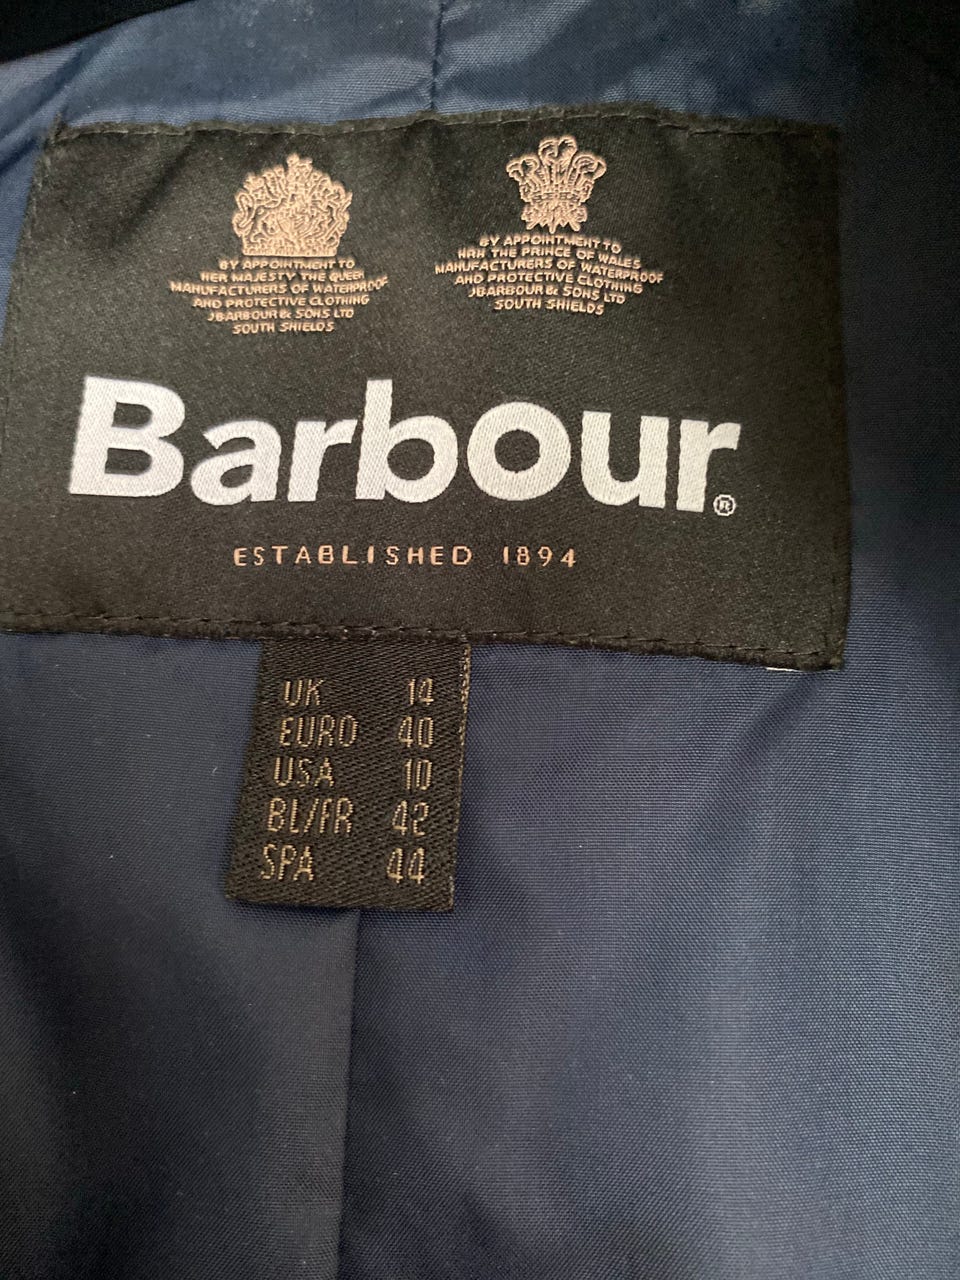 BY APPOINTMENT TO
HER MAJESTY THE QUEEN
MANUFACTURERS OF WATERPROOF
AND PROTECTIVE CLOTHING
J BARBOUR & SONS LTD
SOUTH SHIELDS
BY APPOINTMENT TO
HRH THE PRINCE OF WALES
MANUFACTURERS OF WATERPROOF
AND PROTECTIVE CLOTHING
J BARBOUR & SONS LTD
SOUTH SHIELDS
Barbour®
ESTABLISHED 1894
UK 14
EURO 40
USA 10
BL/FR 42
SPA 44